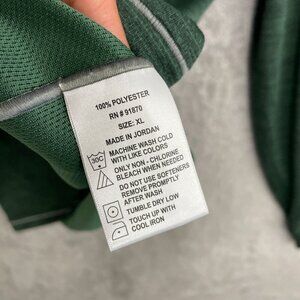 100% POLYESTER
RN # 91870
SIZE: XL
MADE IN JORDAN
30C
MACHINE WASH COLD
WITH LIKE COLORS
ONLY NON - CHLORINE
BLEACH WHEN NEEDED
DO NOT USE SOFTENERS
REMOVE PROMPTLY
AFTER WASH
TUMBLE DRY LOW
TOUCH UP WITH
COOL IRON